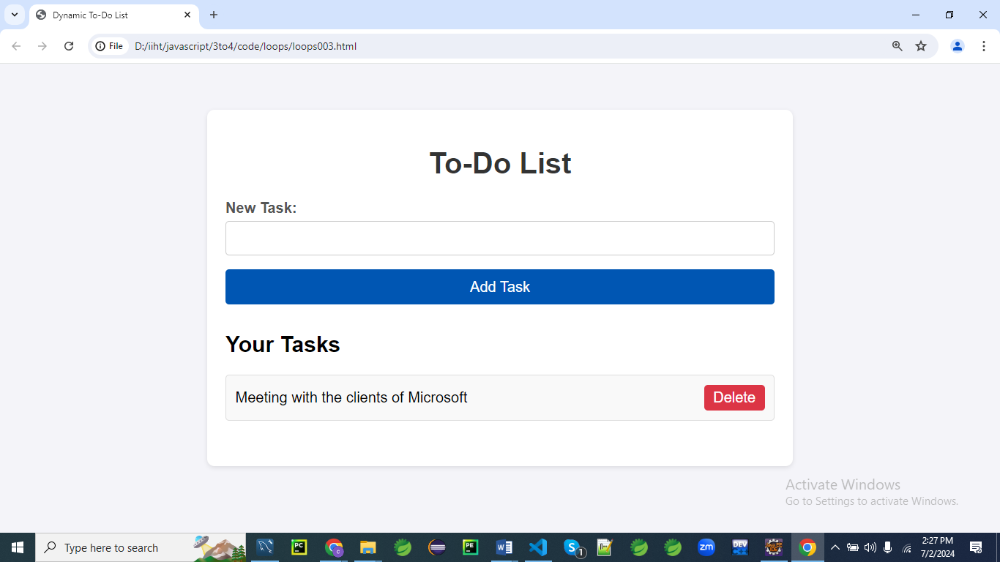 Dynamic To-Do List
File D:/iiht/javascript/3to4/code/loops/loops003.html
To-Do List
New Task:
Add Task
Your Tasks
Meeting with the clients of Microsoft Delete
Activate Windows
Go to Settings to activate Windows.
Type here to search
PC
C
PE
W
S
1
zm
DEV
2:27 PM
7/2/2024